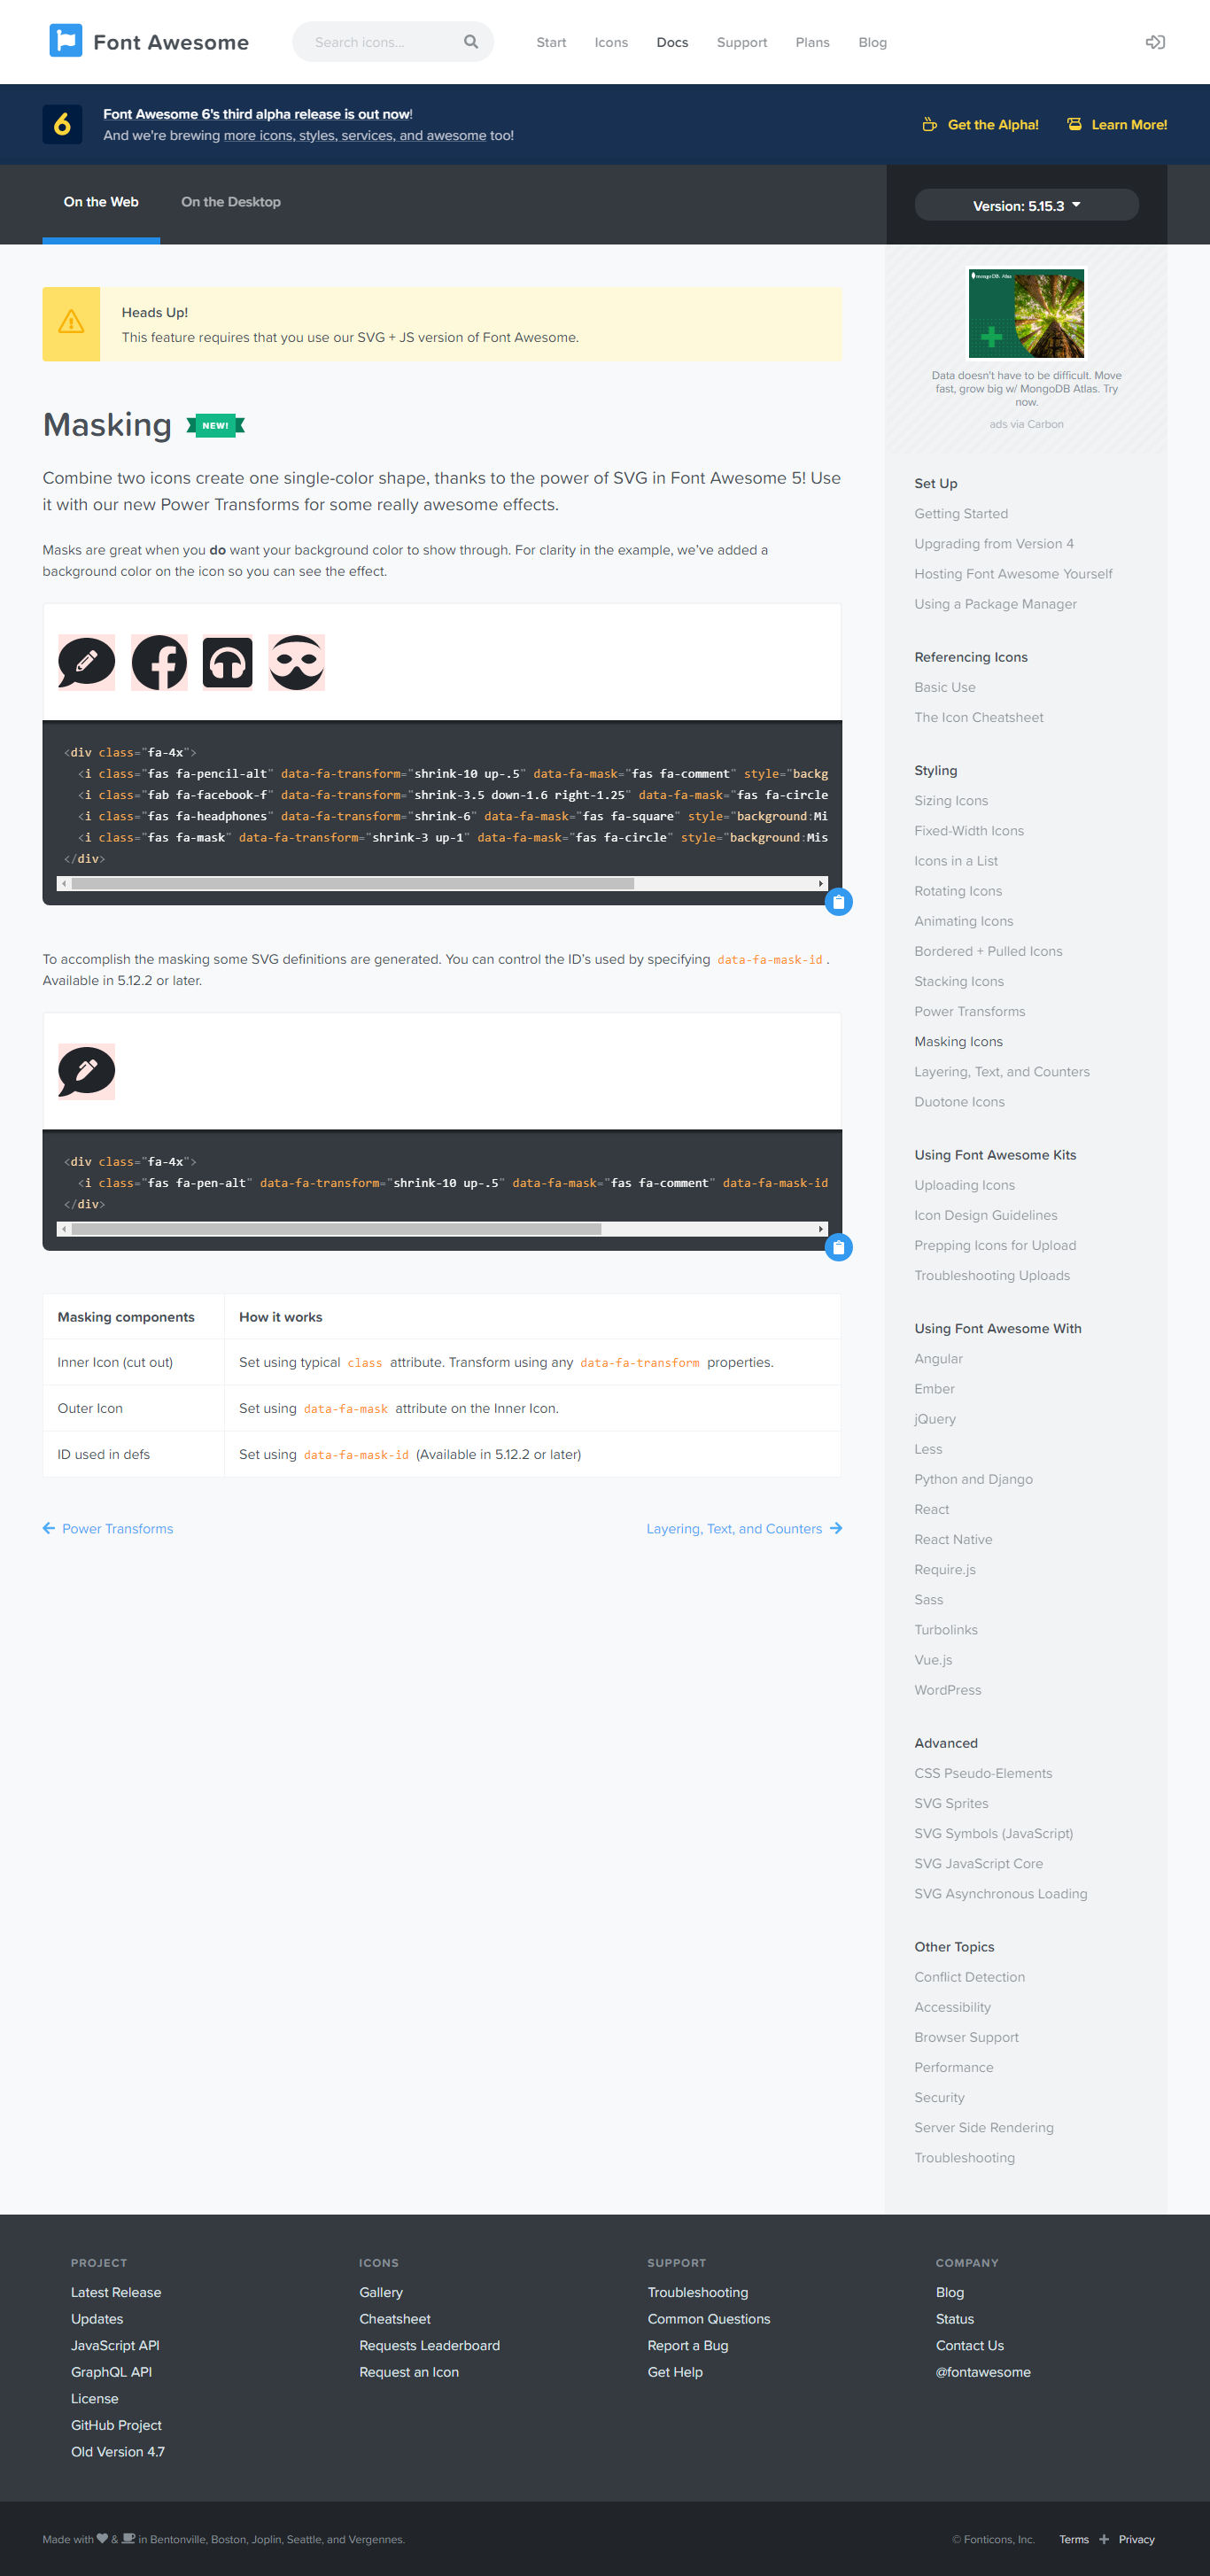 Font Awesome
Search icons...
Start
Icons
Docs
Support
Plans
Blog
6
Font Awesome 6's third alpha release is out now!
And we're brewing more icons, styles, services, and awesome too!
Get the Alpha!
Learn More!
On the Web
On the Desktop
Version: 5.15.3
Heads Up!
This feature requires that you use our SVG + JS version of Font Awesome.
Masking
NEW!
Combine two icons create one single-color shape, thanks to the power of SVG in Font Awesome 5! Use
it with our new Power Transforms for some really awesome effects.
Masks are great when you do want your background color to show through. For clarity in the example, we've added a
background color on the icon so you can see the effect.
<div class="fa-4x">
<i class="fas fa-pencil-alt" data-fa-transform="shrink-10 up-.5" data-fa-mask="fas fa-comment" style="backg
<i class="fab fa-facebook-f" data-fa-transform="shrink-3.5 down-1.6 right-1.25" data-fa-mask="fas fa-circle
<i class="fas fa-headphones" data-fa-transform="shrink-6" data-fa-mask="fas fa-square" style="background:Mi
<i class="fas fa-mask" data-fa-transform="shrink-3 up-1" data-fa-mask="fas fa-circle" style="background:Mis
</div>
To accomplish the masking some SVG definitions are generated. You can control the ID's used by specifying data-fa-mask-id .
Available in 5.12.2 or later.
<div class="fa-4x">
<i class="fas fa-pen-alt" data-fa-transform="shrink-10 up-.5" data-fa-mask="fas fa-comment" data-fa-mask-id
</div>
Masking components
How it works
Inner Icon (cut out)
Set using typical class attribute. Transform using any data-fa-transform properties.
Outer Icon
Set using data-fa-mask attribute on the Inner Icon.
ID used in defs
Set using data-fa-mask-id (Available in 5.12.2 or later)
Power Transforms
Layering, Text, and Counters
mongoDB. Atlas
Data doesn't have to be difficult. Move
fast, grow big w/ MongoDB Atlas. Try
now.
ads via Carbon
Set Up
Getting Started
Upgrading from Version 4
Hosting Font Awesome Yourself
Using a Package Manager
Referencing Icons
Basic Use
The Icon Cheatsheet
Styling
Sizing Icons
Fixed-Width Icons
Icons in a List
Rotating Icons
Animating Icons
Bordered + Pulled Icons
Stacking Icons
Power Transforms
Masking Icons
Layering, Text, and Counters
Duotone Icons
Using Font Awesome Kits
Uploading Icons
Icon Design Guidelines
Prepping Icons for Upload
Troubleshooting Uploads
Using Font Awesome With
Angular
Ember
jQuery
Less
Python and Django
React
React Native
Require.js
Sass
Turbolinks
Vue.js
WordPress
Advanced
CSS Pseudo-Elements
SVG Sprites
SVG Symbols (JavaScript)
SVG JavaScript Core
SVG Asynchronous Loading
Other Topics
Conflict Detection
Accessibility
Browser Support
Performance
Security
Server Side Rendering
Troubleshooting
PROJECT
Latest Release
Updates
JavaScript API
GraphQL API
License
GitHub Project
Old Version 4.7
ICONS
Gallery
Cheatsheet
Requests Leaderboard
Request an Icon
SUPPORT
Troubleshooting
Common Questions
Report a Bug
Get Help
COMPANY
Blog
Status
Contact Us
@fontawesome
Made with & in Bentonville, Boston, Joplin, Seattle, and Vergennes.
© Fonticons, Inc.
Terms
Privacy